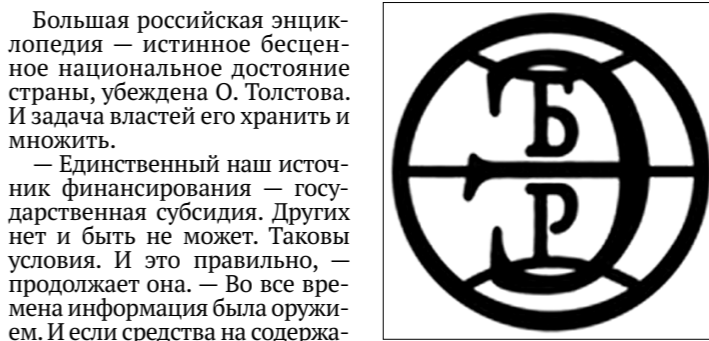 Большая российская энцик-
лопедия — истинное бесцен-
ное национальное достояние
страны, убеждена О. Толстова.
И задача властей его хранить и
множить.
— Единственный наш источ-
ник финансирования — госу-
дарственная субсидия. Других
нет и быть не может. Таковы
условия. И это правильно, —
продолжает она. — Во все вре-
мена информация была оружи-
ем. И если средства на содержа-
Б
Э
Р